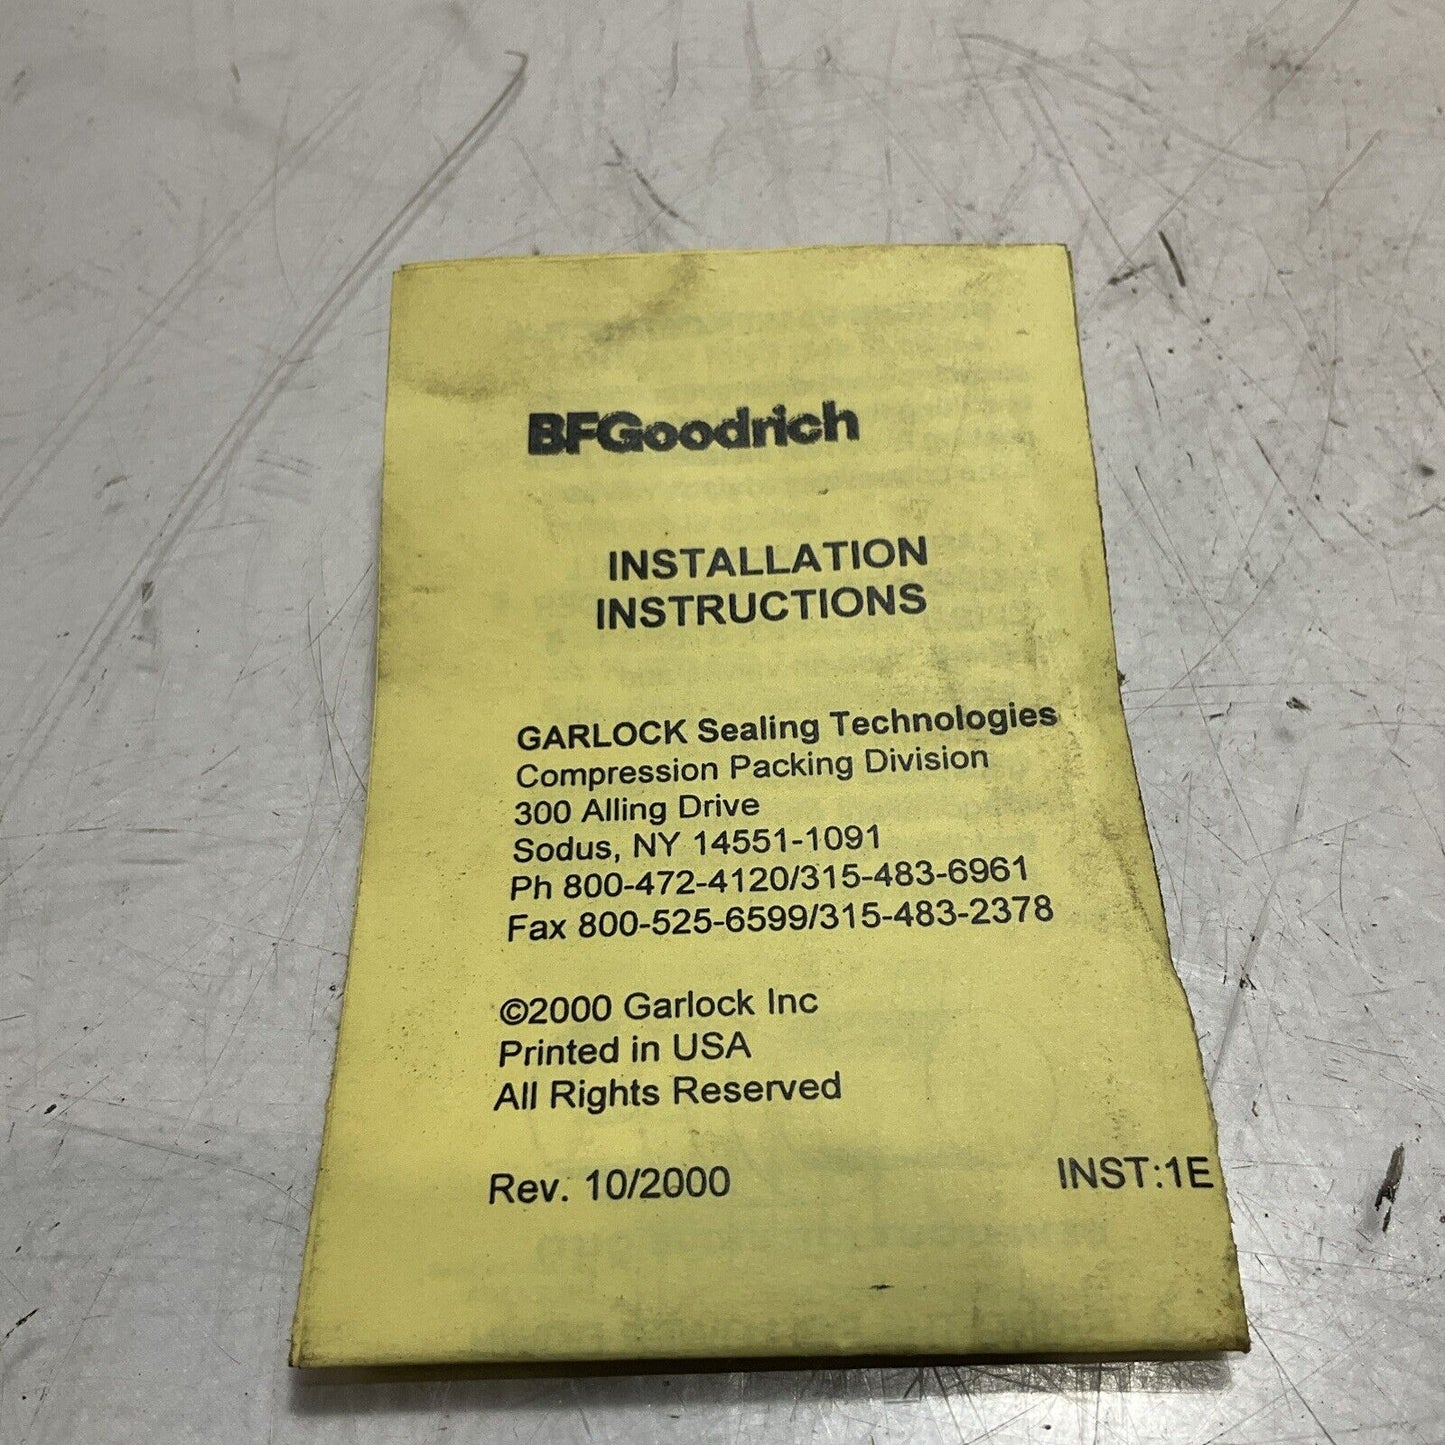 BFGoodrich
INSTALLATION
INSTRUCTIONS
GARLOCK Sealing Technologies
Compression Packing Division
300 Alling Drive
Sodus, NY 14551-1091
Ph 800-472-4120/315-483-6961
Fax 800-525-6599/315-483-2378
©2000 Garlock Inc
Printed in USA
All Rights Reserved
Rev. 10/2000 INST:1E